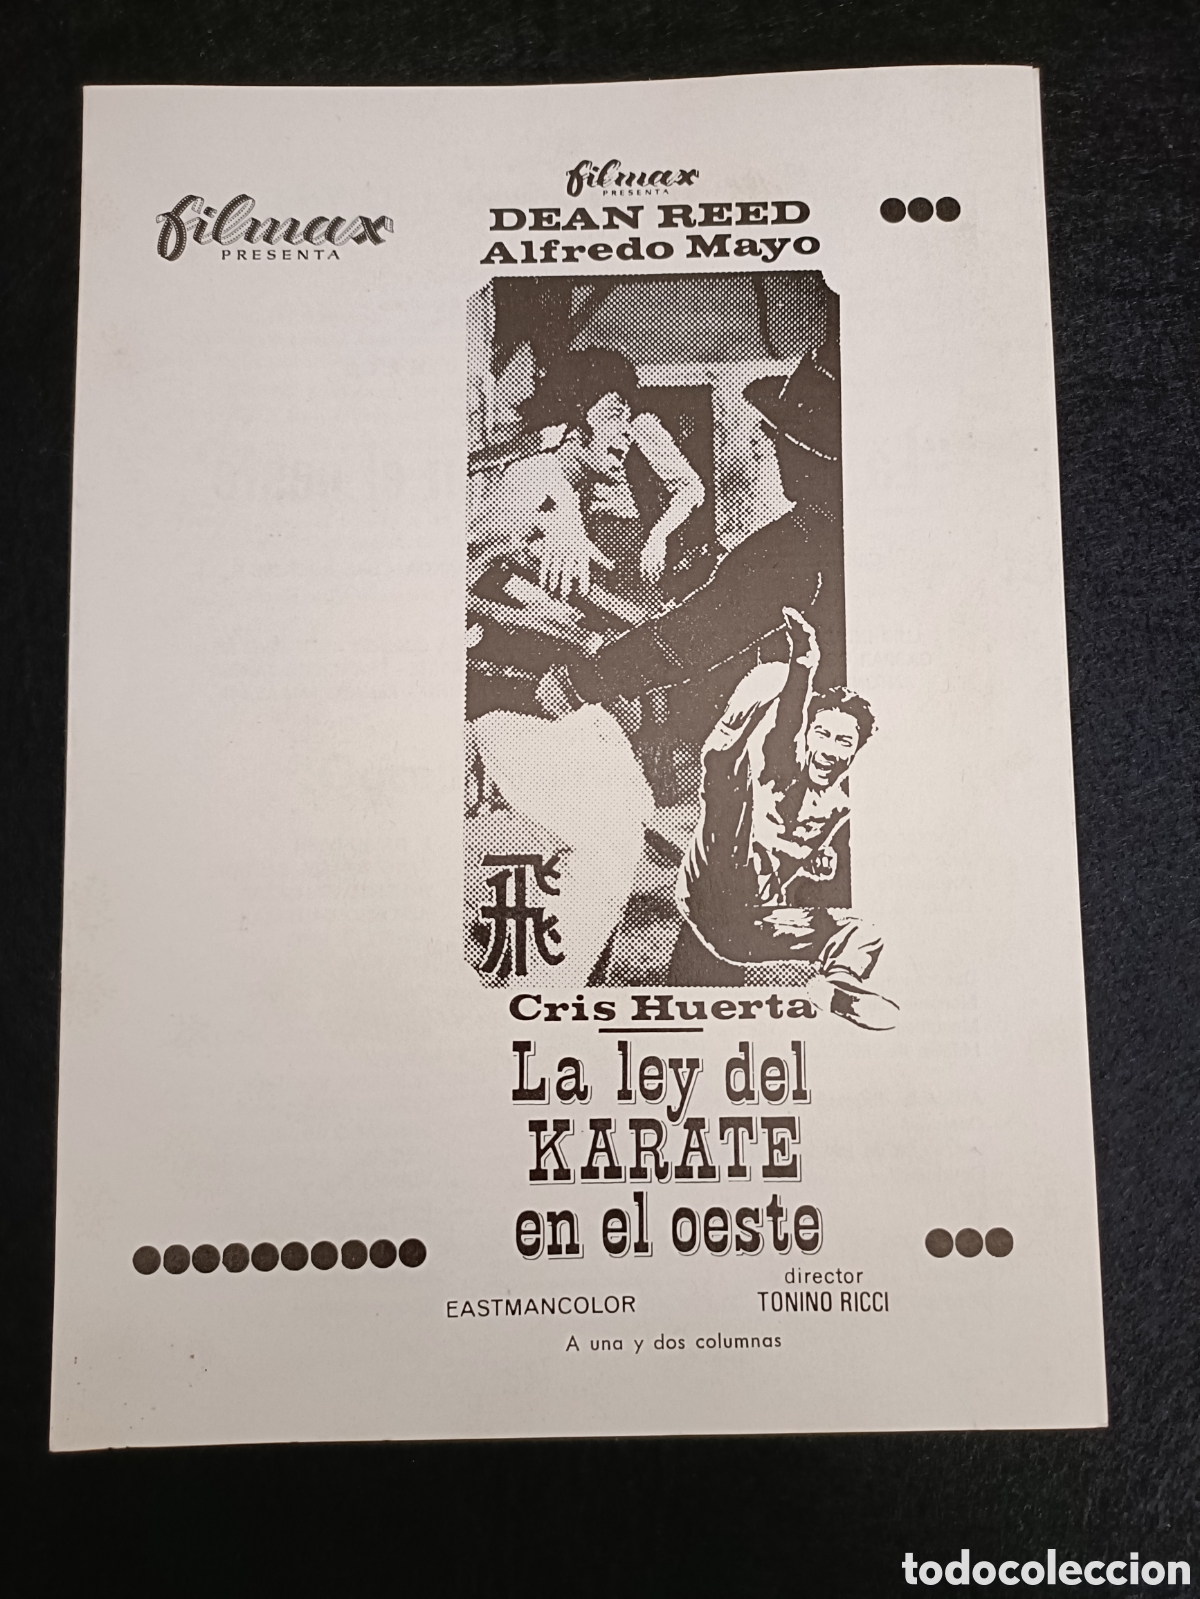 filmax
PRESENTA
filmax
PRESENTA
DEAN REED
Alfredo Mayo
飛
Cris Huerta
La ley del
KARATE
en el oeste
EASTMANCOLOR
director
TONINO RICCI
A una y dos columnas
todocoleccion